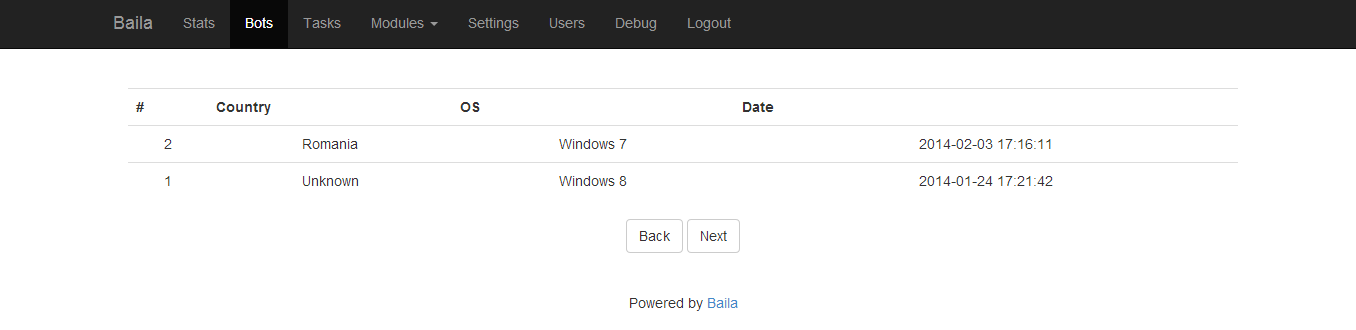 Baila Stats Bots Tasks Modules Settings Users Debug Logout
# Country OS Date
2 Romania Windows 7 2014-02-03 17:16:11
1 Unknown Windows 8 2014-01-24 17:21:42
Back Next
Powered by Baila